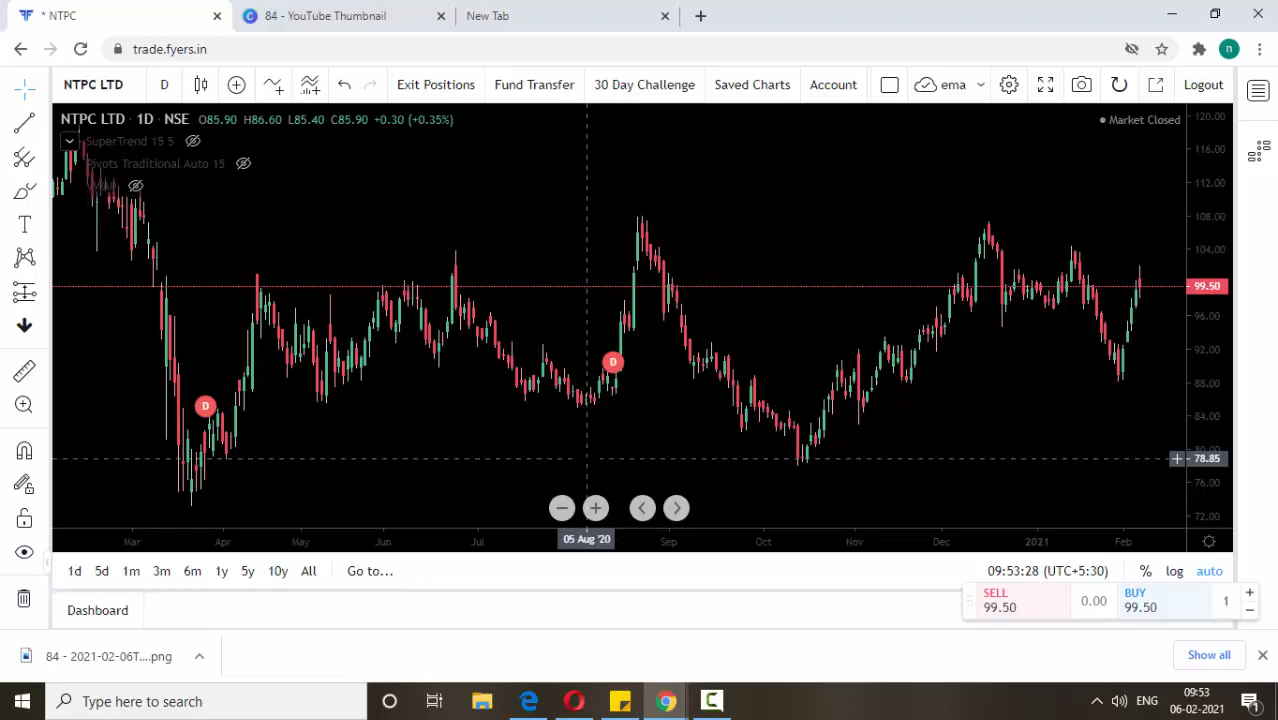 * NTPC
84 - YouTube Thumbnail
New Tab
trade.fyers.in
n
NTPC LTD
D
Exit Positions
Fund Transfer
30 Day Challenge
Saved Charts
Account
ema
Logout
NTPC LTD · 1D · NSE O85.90 H86.60 L85.40 C85.90 +0.30 (+0.35%)
Market Closed
SuperTrend 15 5
Pivots Traditional Auto 15
VWAP
120.00
116.00
112.00
108.00
104.00
99.50
96.00
92.00
88.00
84.00
80.00
78.85
76.00
72.00
D
D
Mar
Apr
May
Jun
Jul
05 Aug '20
Sep
Oct
Nov
Dec
2021
Feb
1d 5d 1m 3m 6m 1y 5y 10y All Go to...
09:53:28 (UTC+5:30) % log auto
SELL
99.50
0.00
BUY
99.50
1
Dashboard
84 - 2021-02-06T....png
Show all
Type here to search
ENG
09:53
06-02-2021
1